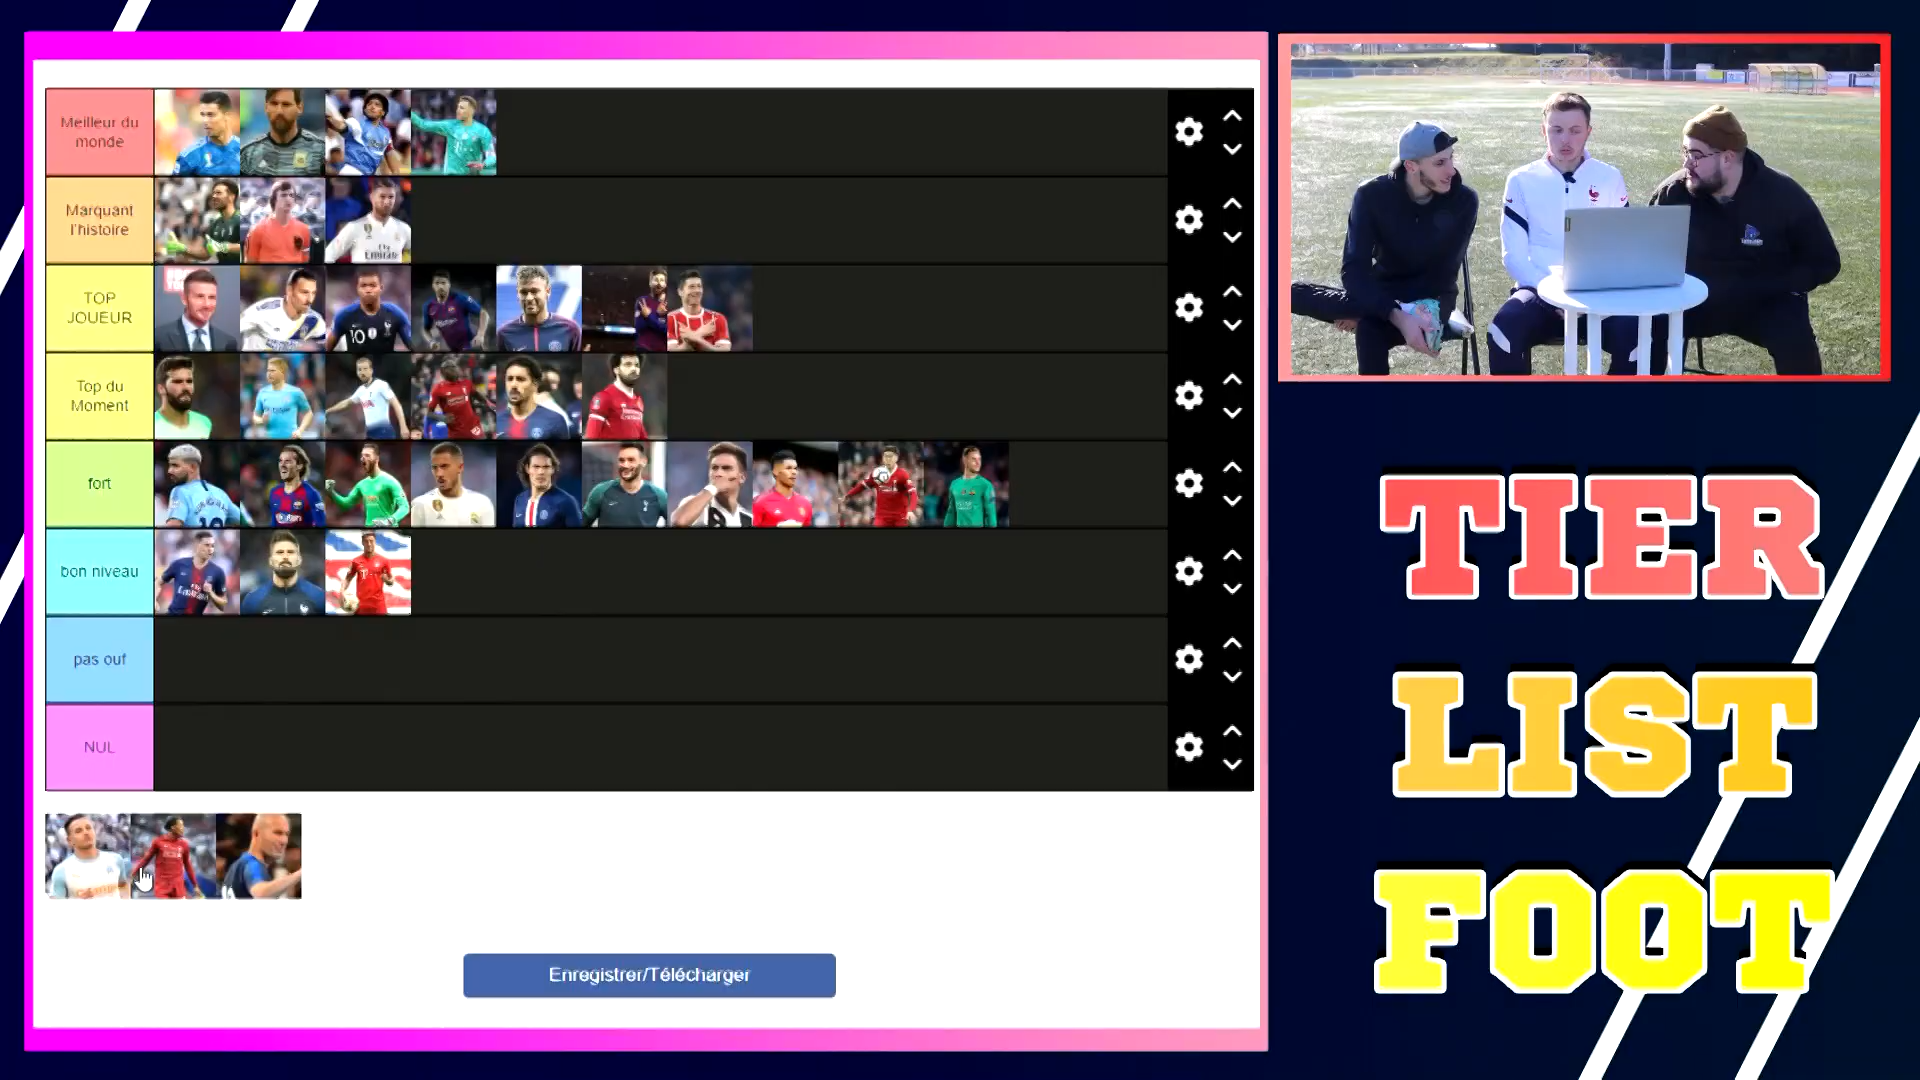 Meilleur du
monde
Marquant
l'histoire
TOP
JOUEUR
Top du
Moment
fort
bon niveau
pas ouf
NUL
Enregistrer/Télécharger
TIER
LIST
FOOT
10